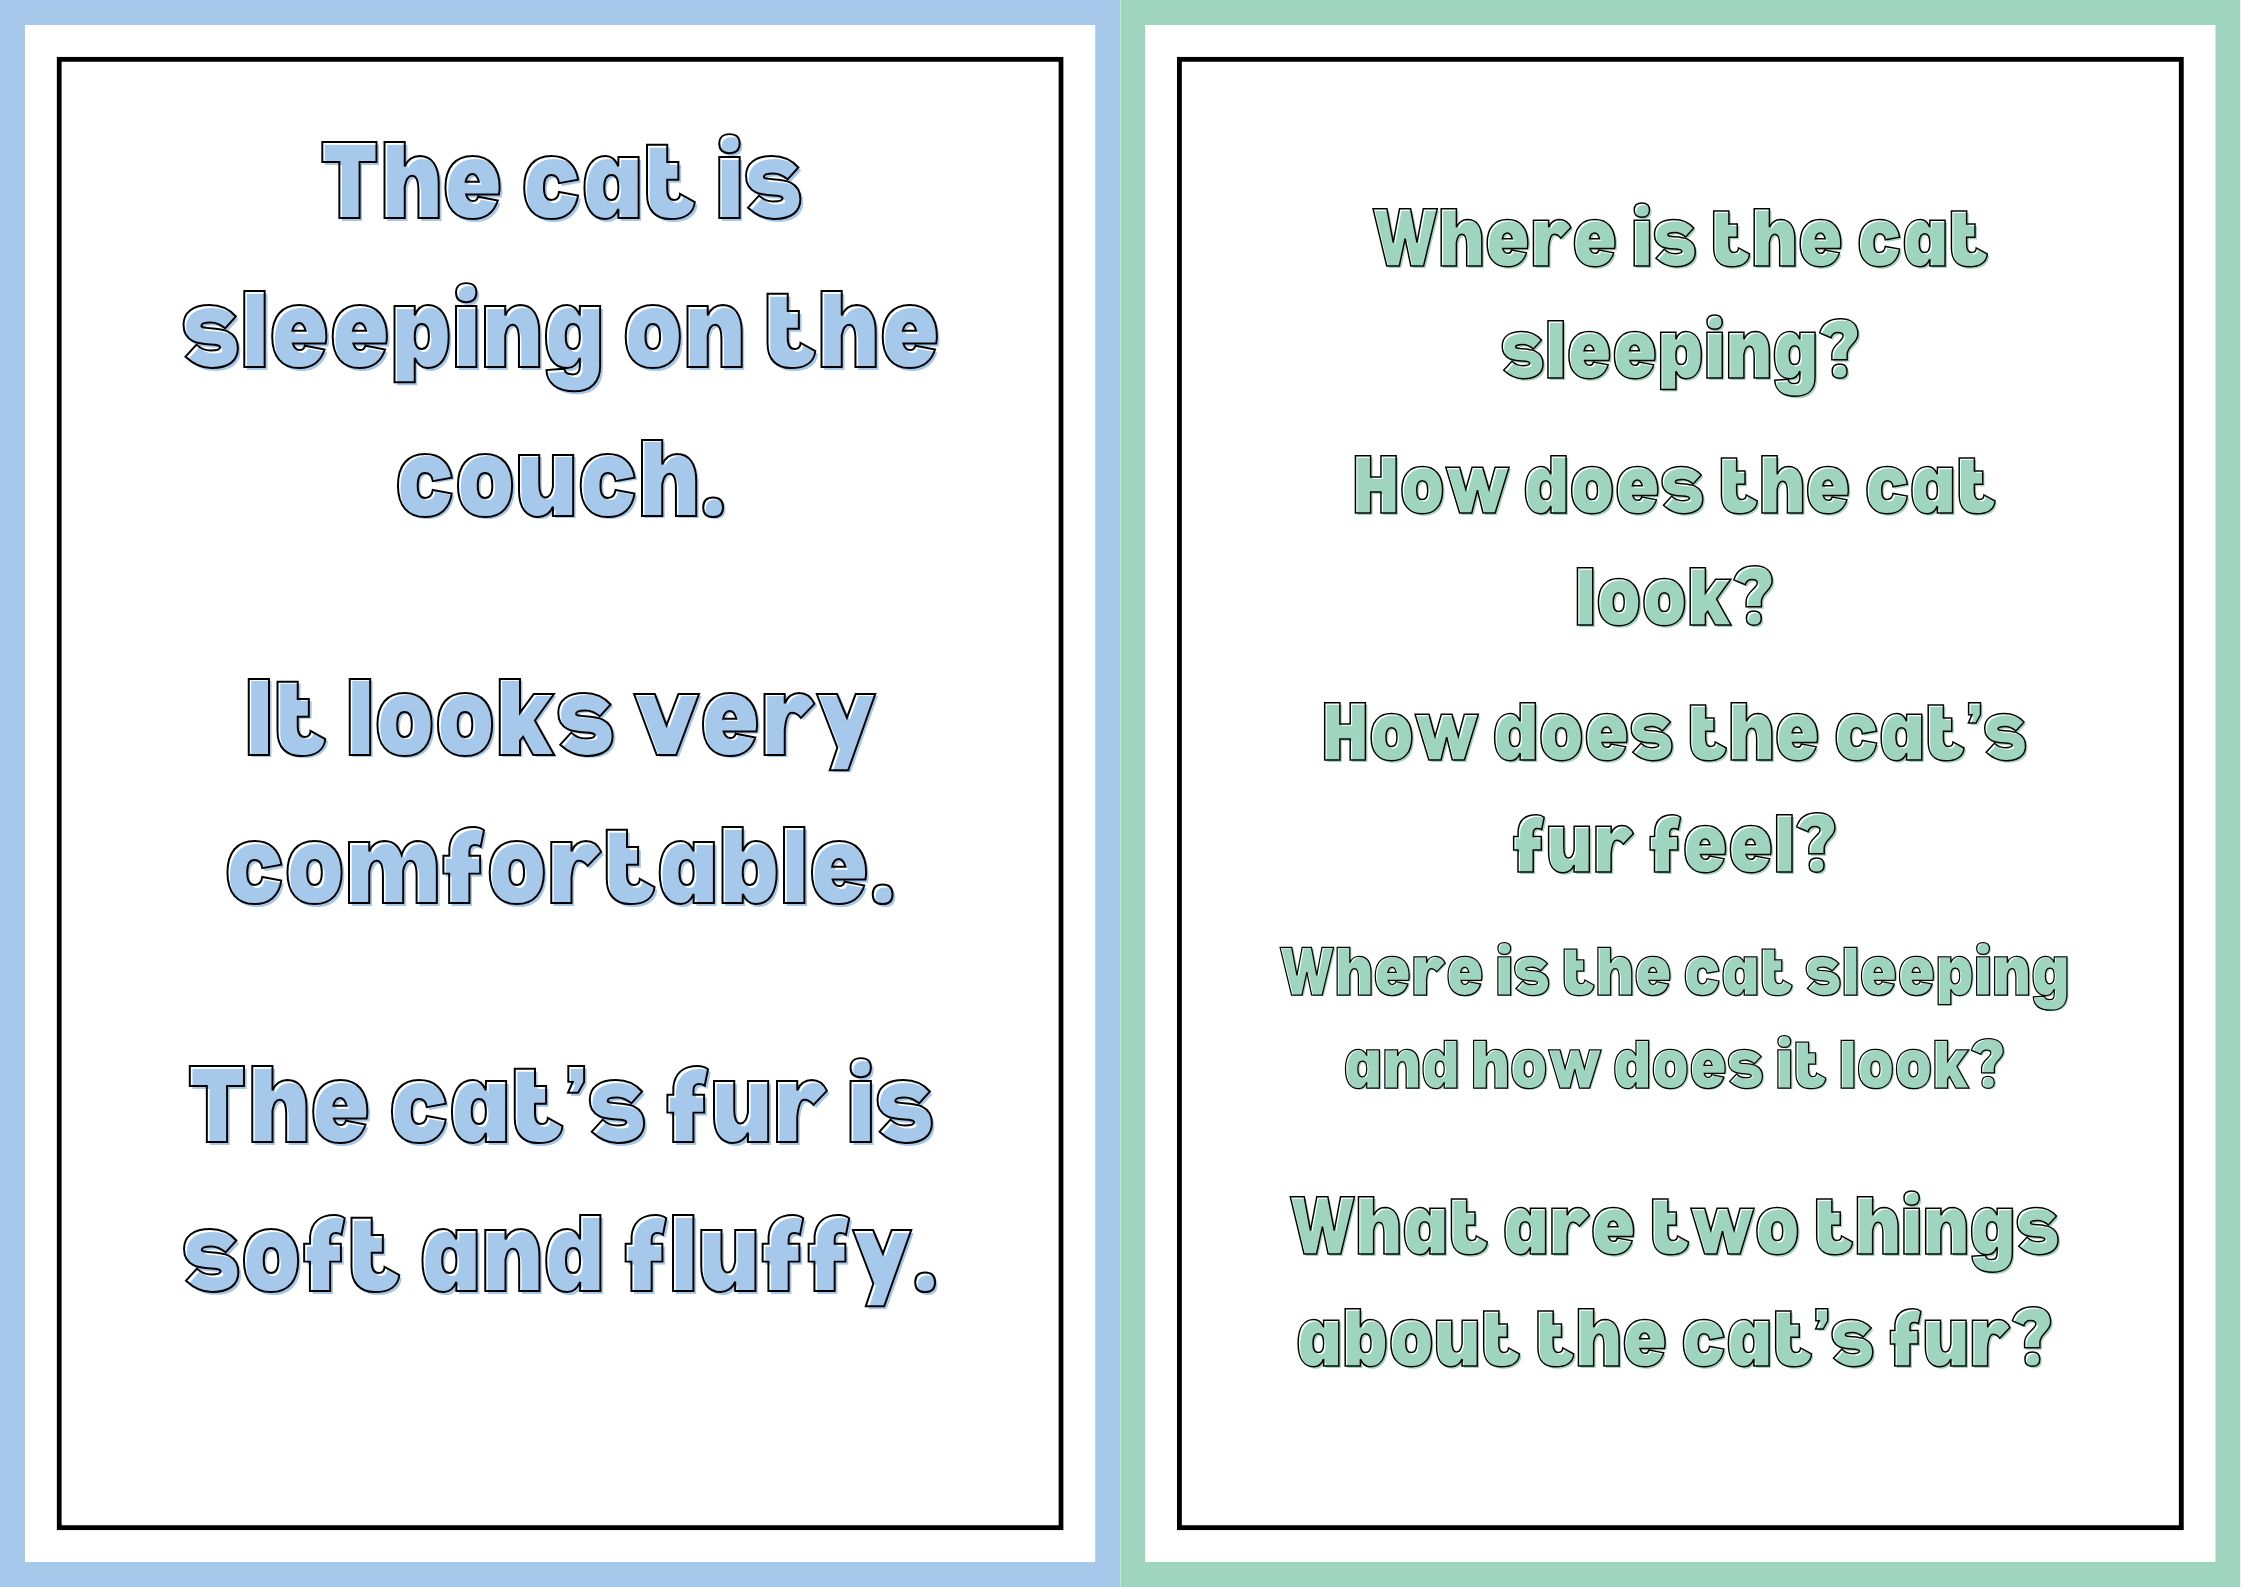 The cat is
sleeping on the
couch.
It looks very
comfortable.
The cat’s fur is
soft and fluffy.
Where is the cat
sleeping?
How does the cat
look?
How does the cat’s
fur feel?
Where is the cat sleeping
and how does it look?
What are two things
about the cat’s fur?